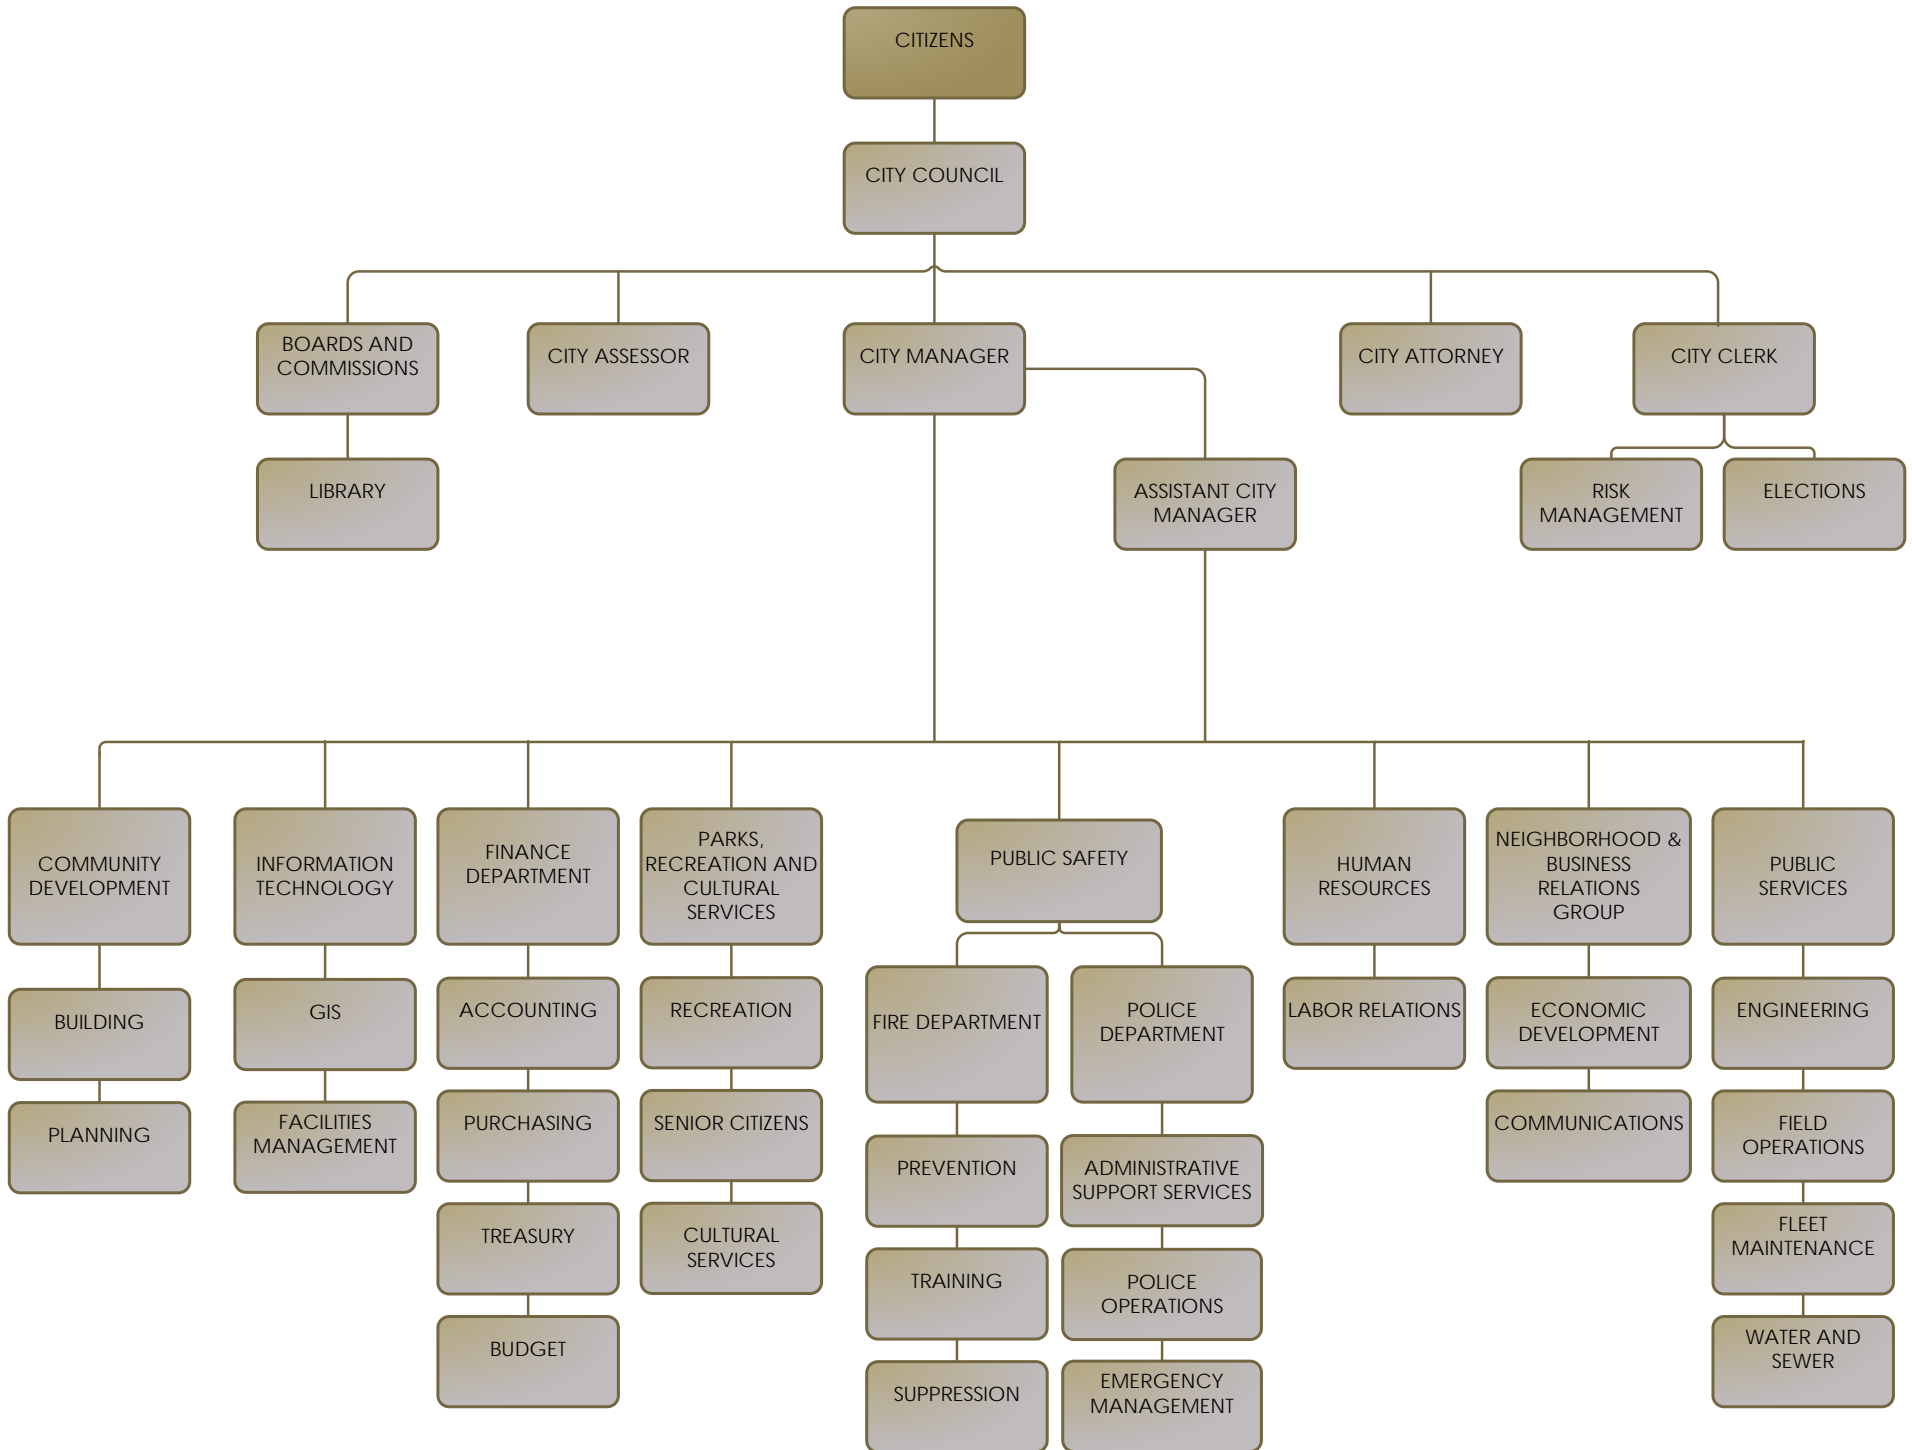 CITIZENS
CITY COUNCIL
BOARDS AND
COMMISSIONS
CITY ASSESSOR
CITY MANAGER
CITY ATTORNEY
CITY CLERK
LIBRARY
ASSISTANT CITY
MANAGER
RISK
MANAGEMENT
ELECTIONS
COMMUNITY
DEVELOPMENT
INFORMATION
TECHNOLOGY
FINANCE
DEPARTMENT
PARKS,
RECREATION AND
CULTURAL
SERVICES
PUBLIC SAFETY
HUMAN
RESOURCES
NEIGHBORHOOD &
BUSINESS
RELATIONS
GROUP
PUBLIC
SERVICES
BUILDING
GIS
ACCOUNTING
RECREATION
FIRE DEPARTMENT
POLICE
DEPARTMENT
LABOR RELATIONS
ECONOMIC
DEVELOPMENT
ENGINEERING
PLANNING
FACILITIES
MANAGEMENT
PURCHASING
SENIOR CITIZENS
PREVENTION
ADMINISTRATIVE
SUPPORT SERVICES
COMMUNICATIONS
FIELD
OPERATIONS
TREASURY
CULTURAL
SERVICES
TRAINING
POLICE
OPERATIONS
FLEET
MAINTENANCE
BUDGET
SUPPRESSION
EMERGENCY
MANAGEMENT
WATER AND
SEWER